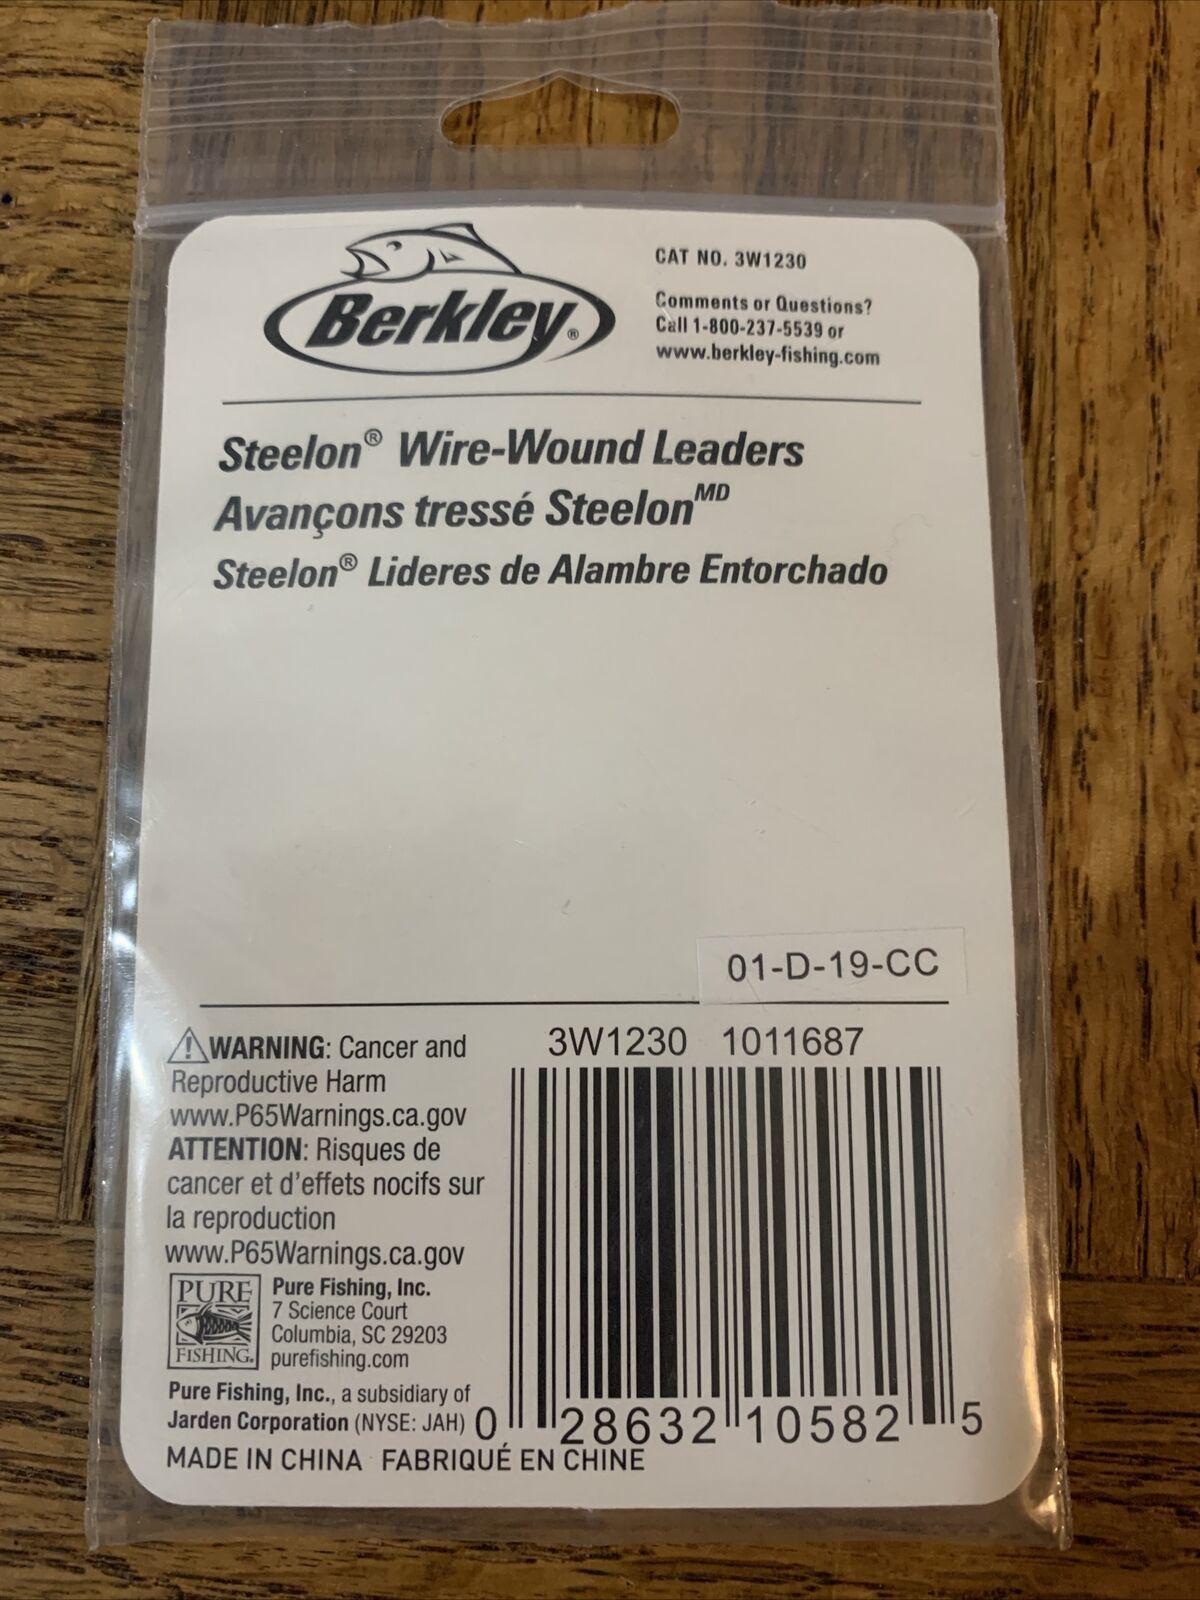 Berkley®
CAT NO. 3W1230
Comments or Questions?
Call 1-800-237-5539 or
www.berkley-fishing.com
Steelon® Wire-Wound Leaders
Avançons tressé Steelon MD
Steelon® Lideres de Alambre Entorchado
01-D-19-CC
⚠WARNING: Cancer and
Reproductive Harm
www.P65Warnings.ca.gov
ATTENTION: Risques de
cancer et d'effets nocifs sur
la reproduction
www.P65Warnings.ca.gov
PURE
FISHING®
Pure Fishing, Inc.
7 Science Court
Columbia, SC 29203
purefishing.com
Pure Fishing, Inc., a subsidiary of
Jarden Corporation (NYSE: JAH)
MADE IN CHINA FABRIQUÉ EN CHINE
3W1230 1011687
0 28632 10582 5